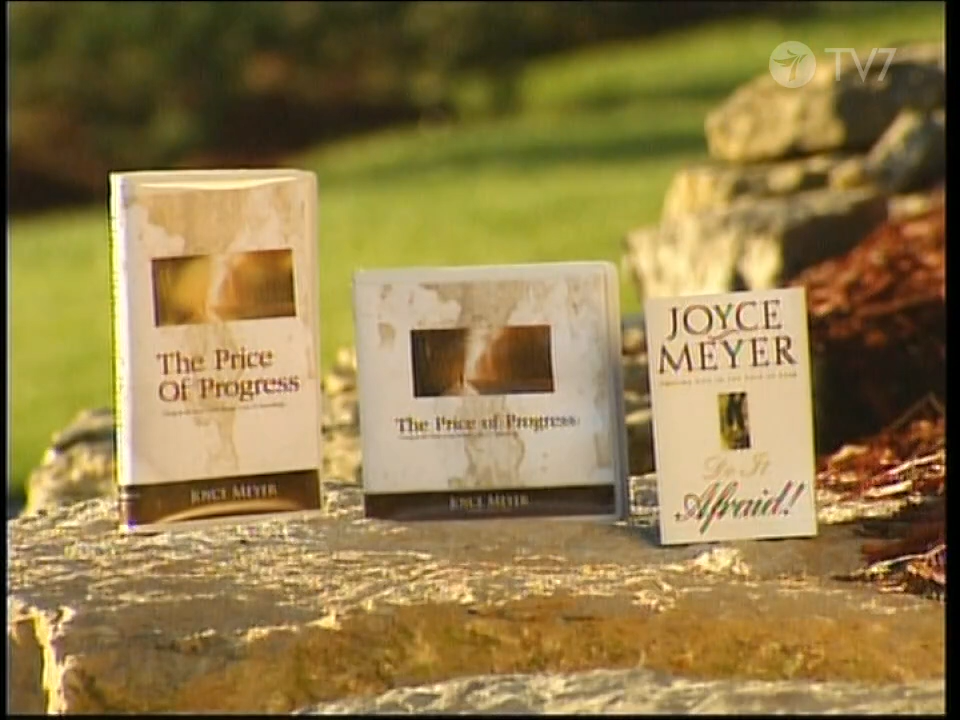 TV7
The Price
Of Progress
JOYCE MEYER
The Price of Progress
JOYCE MEYER
JOYCE
MEYER
Do It
Afraid!